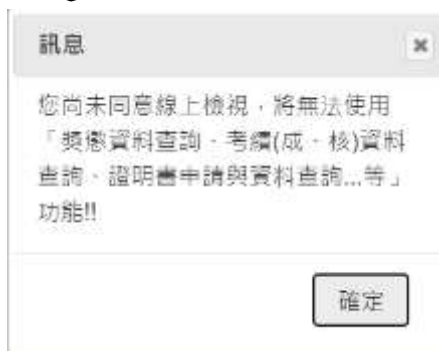 訊息
您尚未同意線上檢視，將無法使用
「獎懲資料查詢、考績(成、核)資料
查詢、證明書申請與資料查詢...等」
功能!!
確定